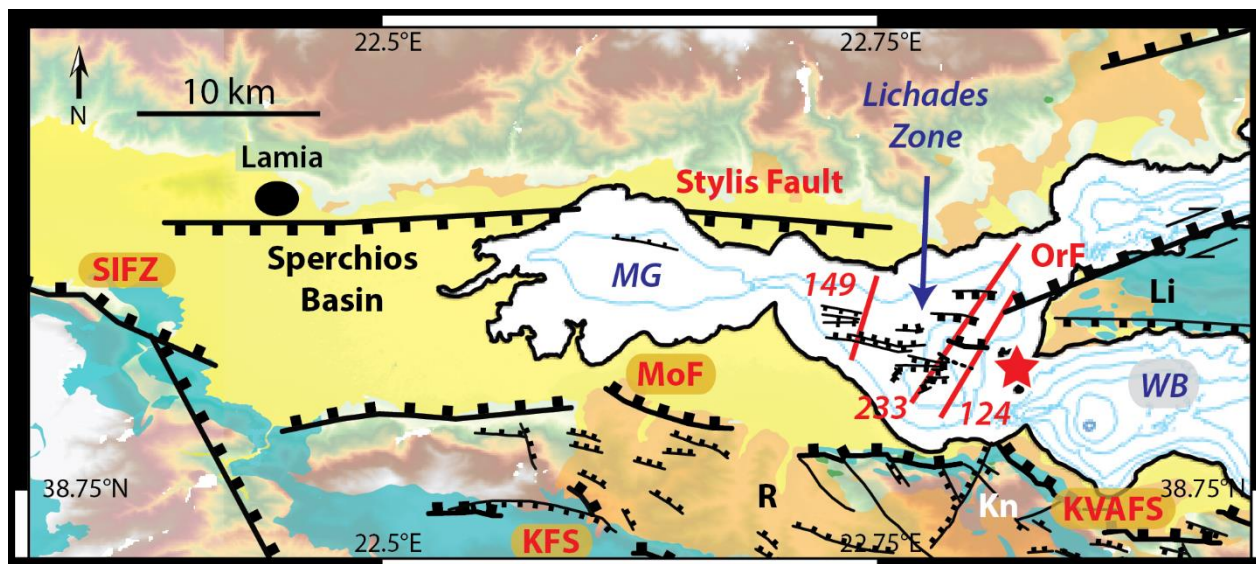 22.5°E
22.75°E
10 km
N
Lichades
Zone
Lamia
Stylis Fault
SIFZ
Sperchios
Basin
MG
149
OrF
Li
MoF
WB
233
124
38.75°N
R
Kn
38.75°N
KVAFS
KFS
22.5°E
22.75°E